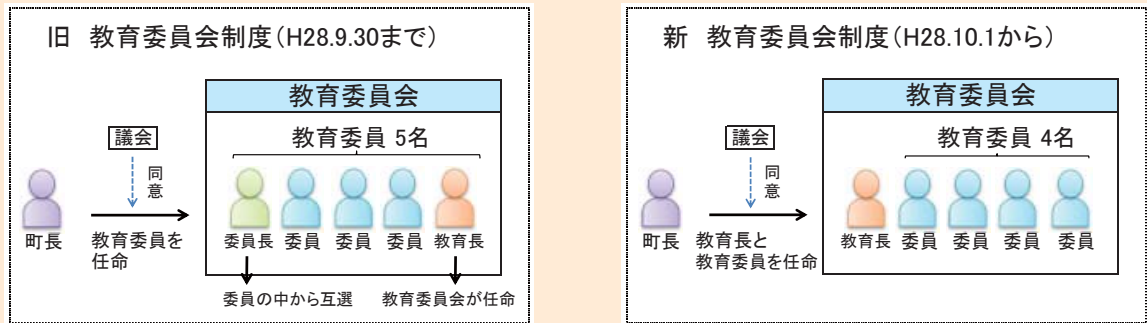 旧 教育委員会制度(H28.9.30まで)
教育委員会
教育委員 5名
議会
同意
町長
教育委員を
任命
委員長 委員 委員 委員 教育長
委員の中から互選
教育委員会が任命
新 教育委員会制度(H28.10.1から)
教育委員会
教育委員 4名
議会
同意
町長
教育長と
教育委員を任命
教育長 委員 委員 委員 委員